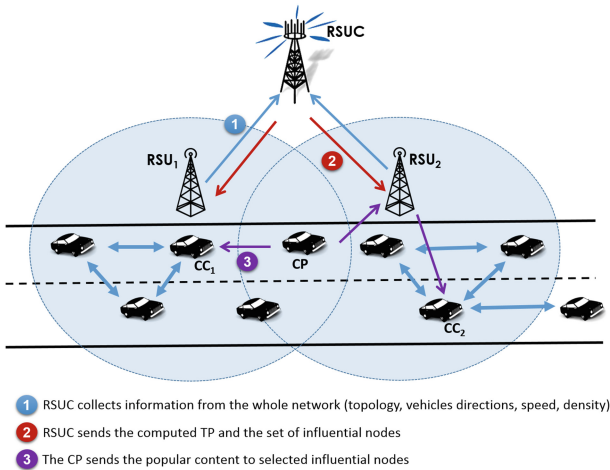 RSUC
1
RSU1
2
RSU2
3
CC1
CP
CC2
1 RSUC collects information from the whole network (topology, vehicles directions, speed, density)
2 RSUC sends the computed TP and the set of influential nodes
3 The CP sends the popular content to selected influential nodes